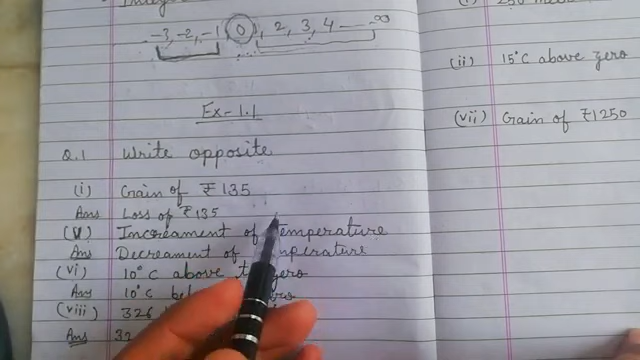 -3, -2, -1 0, 2, 3, 4 ... ∞
Ex-1.1
Q.1 Write opposite
(i) Gain of ₹135
Ans Loss of ₹135
Increament of Temperature
Ans Decreament of
(vi) 10°C above zero
Ans 10°C
(viii) 326
Ans 32
(ii) 15°C above zero
(vii) Gain of ₹1250